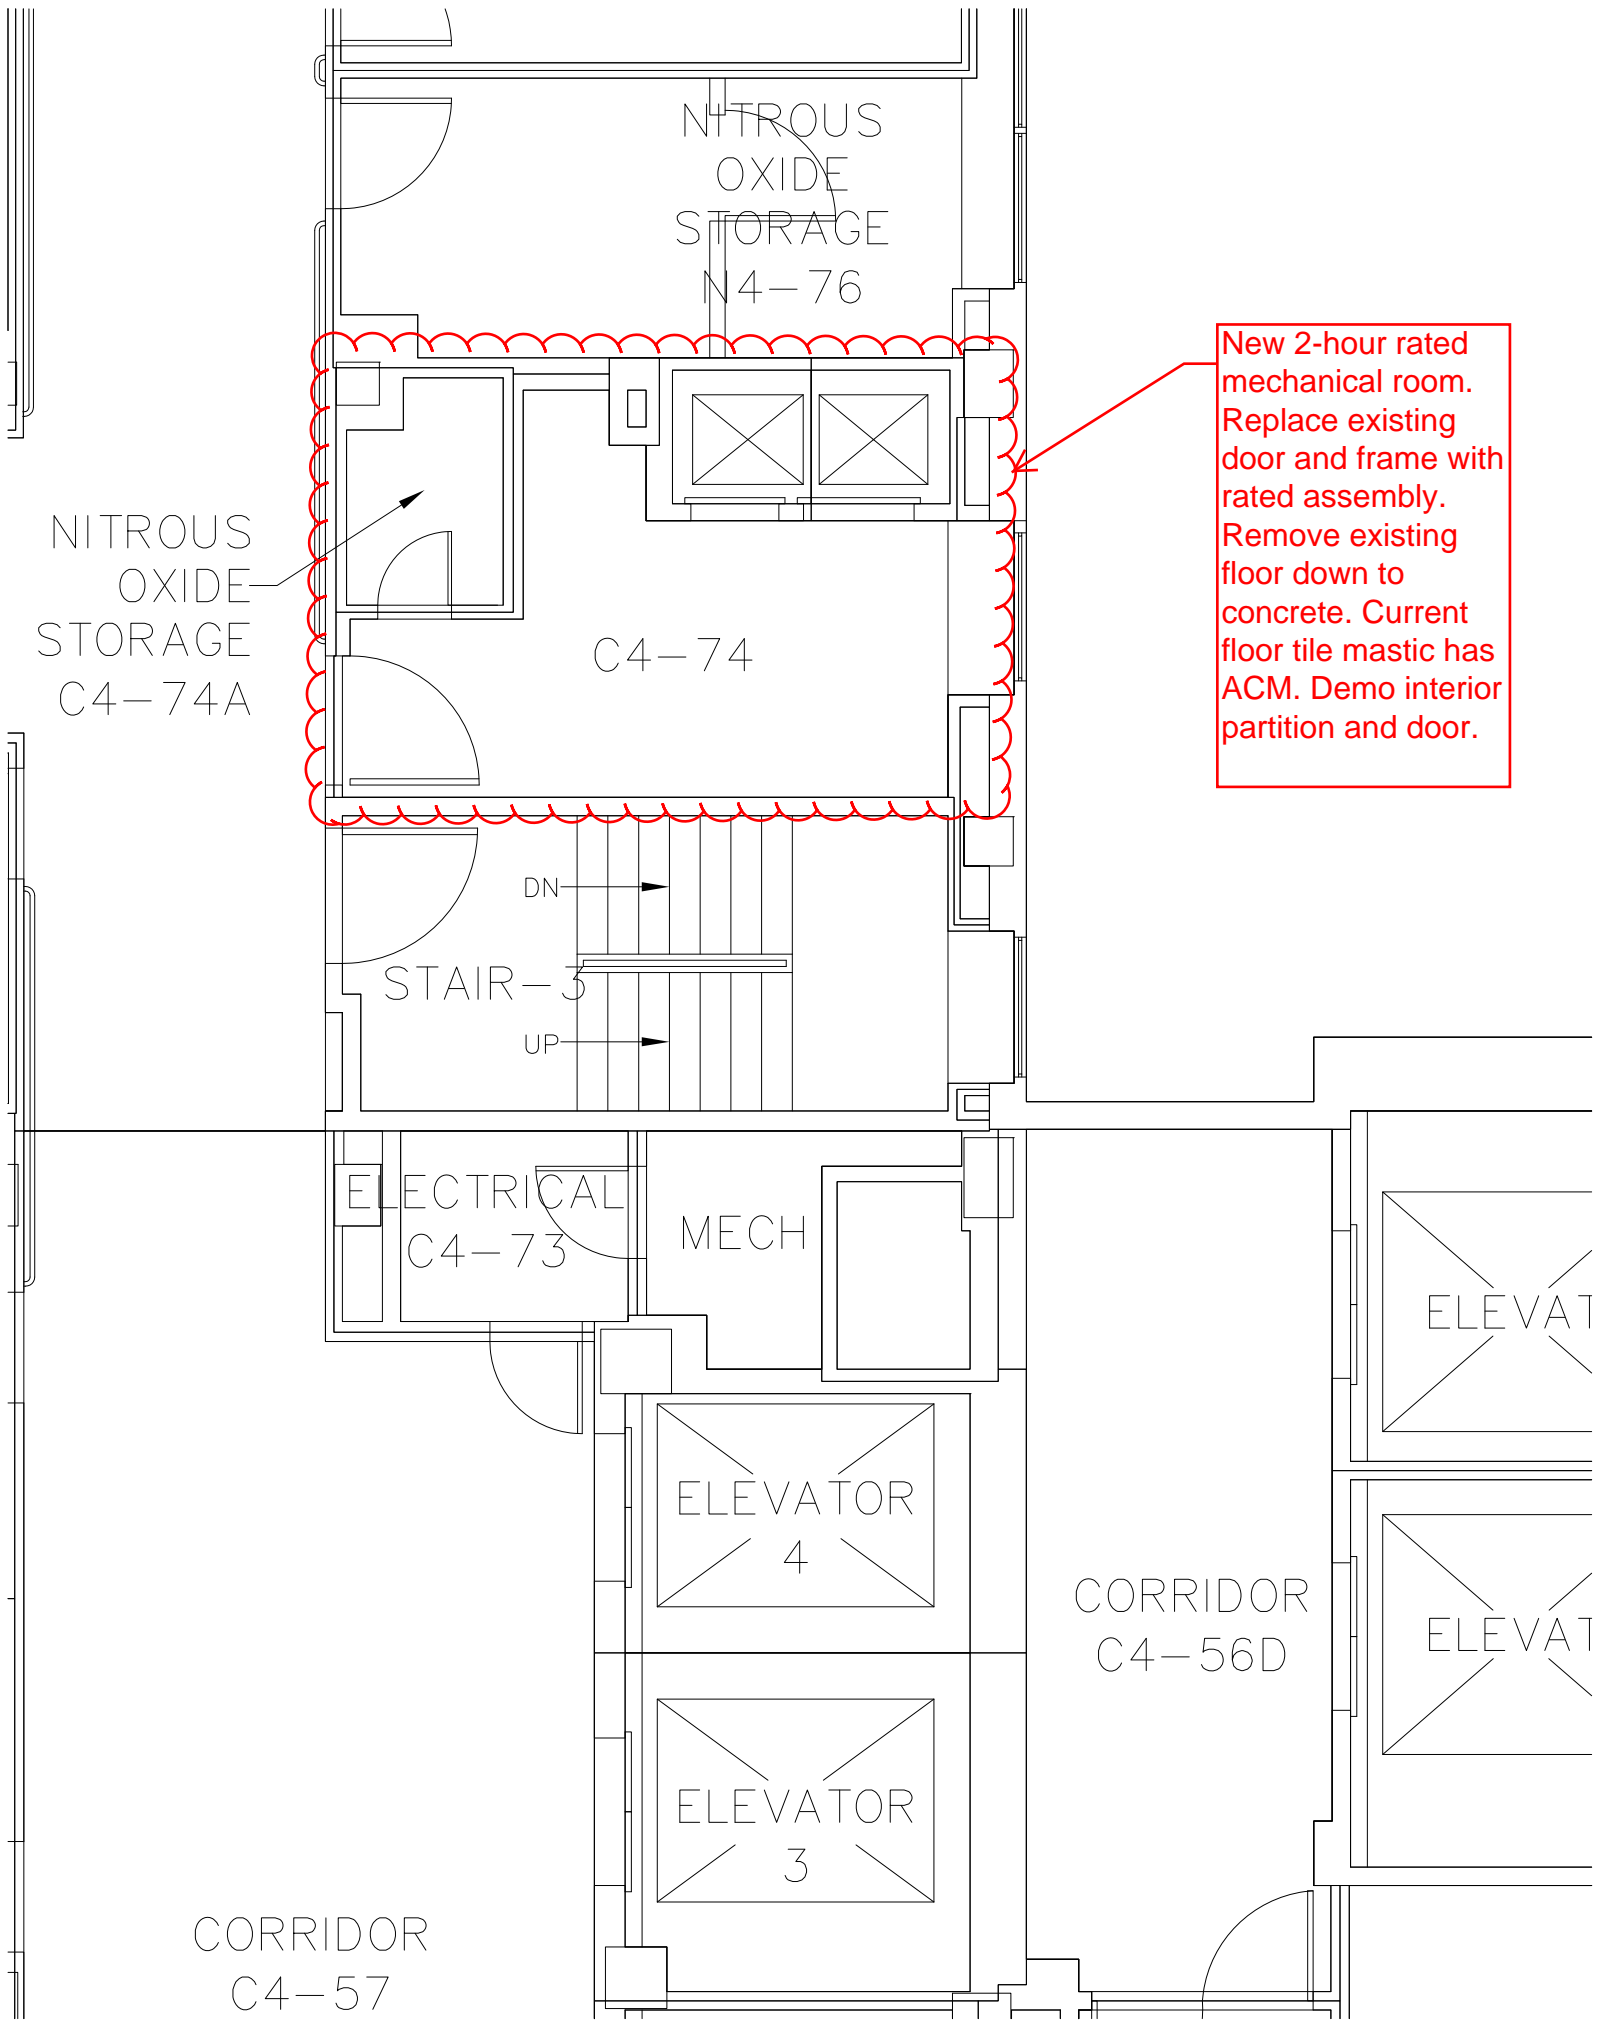 NITROUS
OXIDE
STORAGE
N4-76
New 2-hour rated
mechanical room.
Replace existing
door and frame with
rated assembly.
Remove existing
floor down to
concrete. Current
floor tile mastic has
ACM. Demo interior
partition and door.
NITROUS
OXIDE
STORAGE
C4-74A
C4-74
DN
STAIR-3
UP
ELECTRICAL
C4-73
MECH
ELEVAT
ELEVATOR
4
CORRIDOR
C4-56D
ELEVAT
ELEVATOR
3
CORRIDOR
C4-57